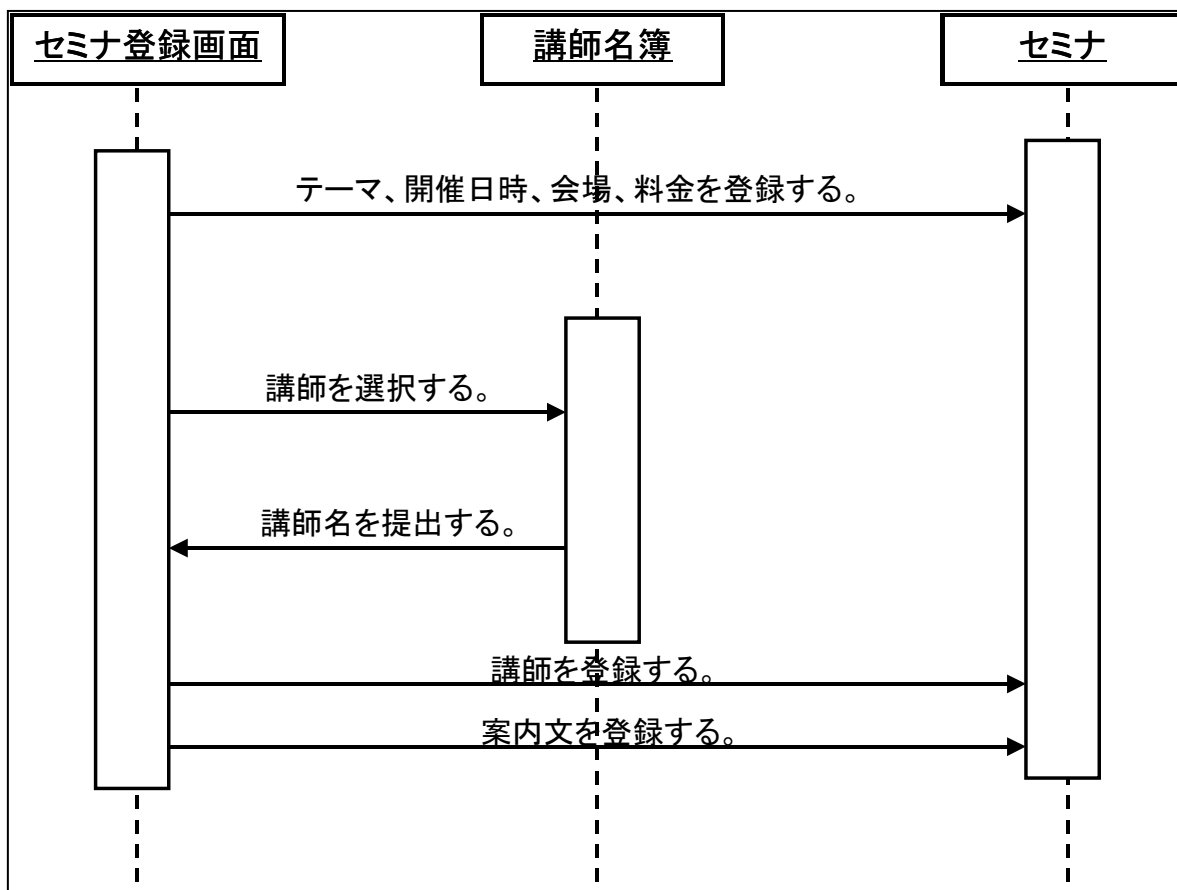 セミナ登録画面
講師名簿
セミナ
テーマ、開催日時、会場、料金を登録する。
講師を選択する。
講師名を提出する。
講師を登録する。
案内文を登録する。